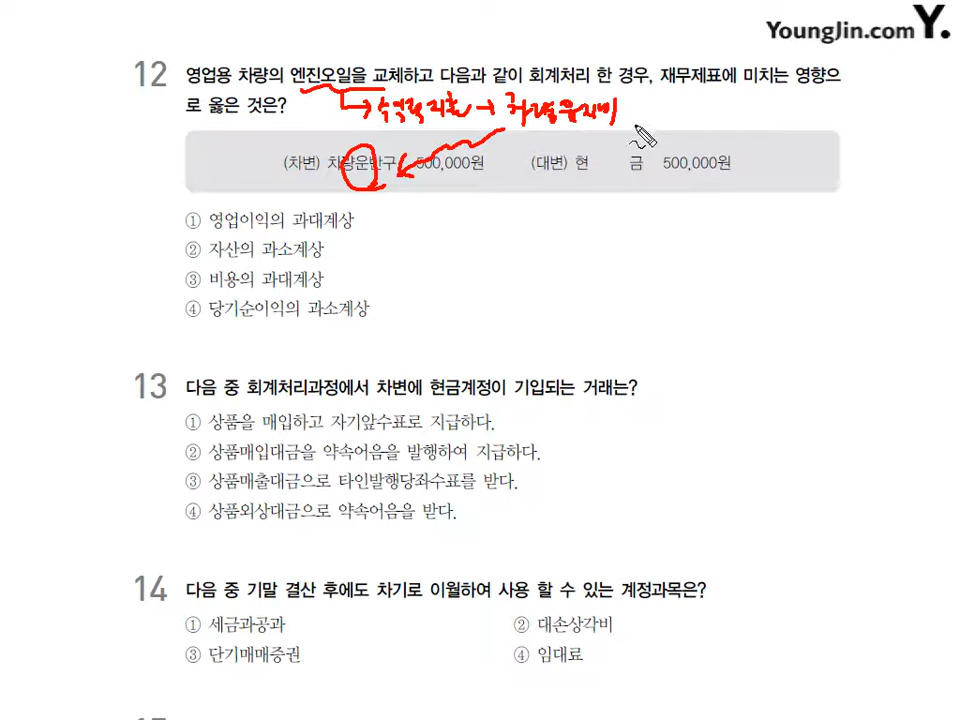 YoungJin.com Y.
12 영업용 차량의 엔진오일을 교체하고 다음과 같이 회계처리 한 경우, 재무제표에 미치는 영향으
로 옳은 것은?
→ 수익적지출 → 차량유지비
(차변) 차량운반구 500,000원 (대변) 현 금 500,000원
① 영업이익의 과대계상
② 자산의 과소계상
③ 비용의 과대계상
④ 당기순이익의 과소계상
13 다음 중 회계처리과정에서 차변에 현금계정이 기입되는 거래는?
① 상품을 매입하고 자기앞수표로 지급하다.
② 상품매입대금을 약속어음을 발행하여 지급하다.
③ 상품매출대금으로 타인발행당좌수표를 받다.
④ 상품외상대금으로 약속어음을 받다.
14 다음 중 기말 결산 후에도 차기로 이월하여 사용 할 수 있는 계정과목은?
① 세금과공과 ② 대손상각비
③ 단기매매증권 ④ 임대료